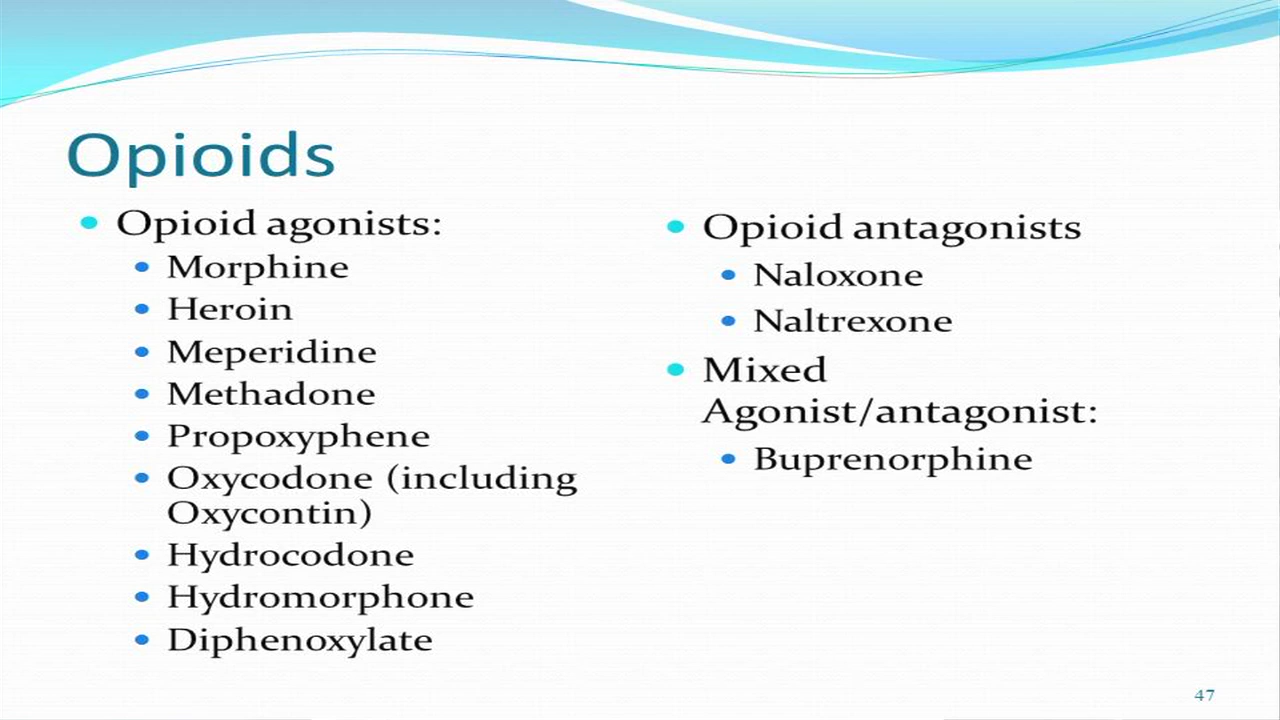 Opioids
• Opioid agonists:
• Morphine
• Heroin
• Meperidine
• Methadone
• Propoxyphene
• Oxycodone (including
Oxycontin)
• Hydrocodone
• Hydromorphone
• Diphenoxylate
• Opioid antagonists
• Naloxone
• Naltrexone
• Mixed
Agonist/antagonist:
• Buprenorphine
47